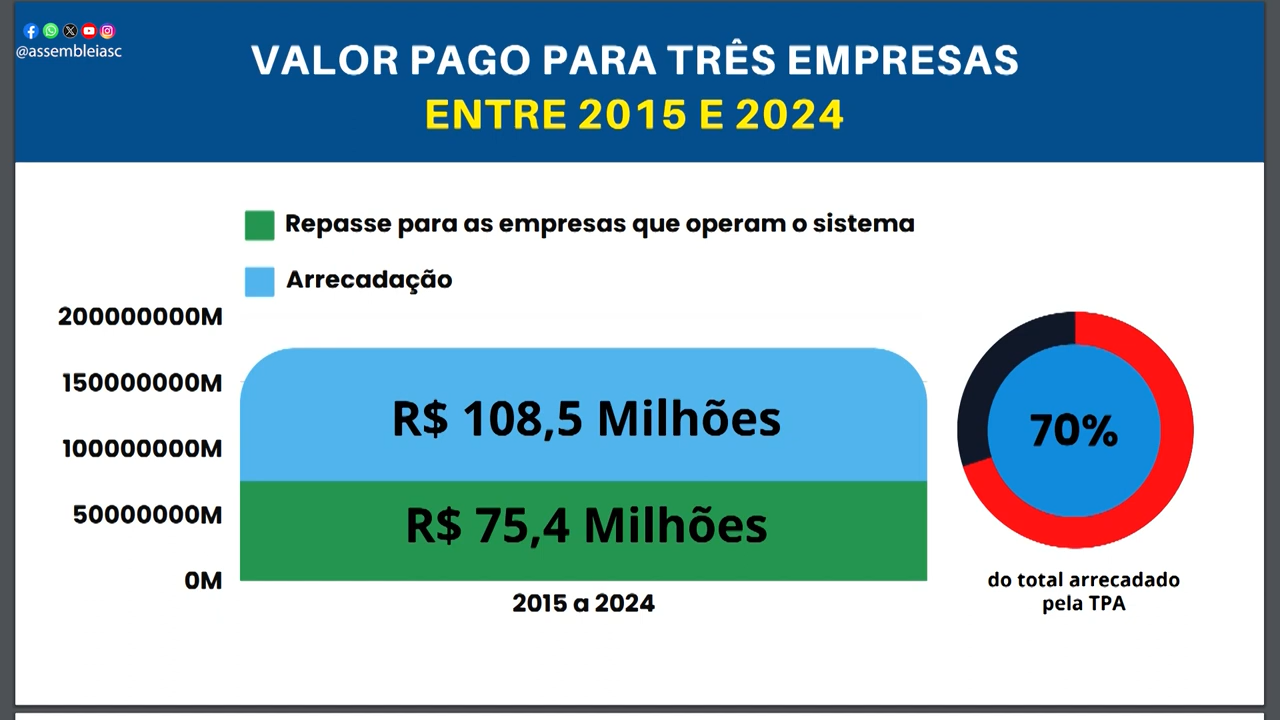 @assembleiasc
VALOR PAGO PARA TRÊS EMPRESAS
ENTRE 2015 E 2024
Repasse para as empresas que operam o sistema
Arrecadação
200000000M
150000000M
100000000M
50000000M
0M
R$ 108,5 Milhões
R$ 75,4 Milhões
2015 a 2024
70%
do total arrecadado
pela TPA